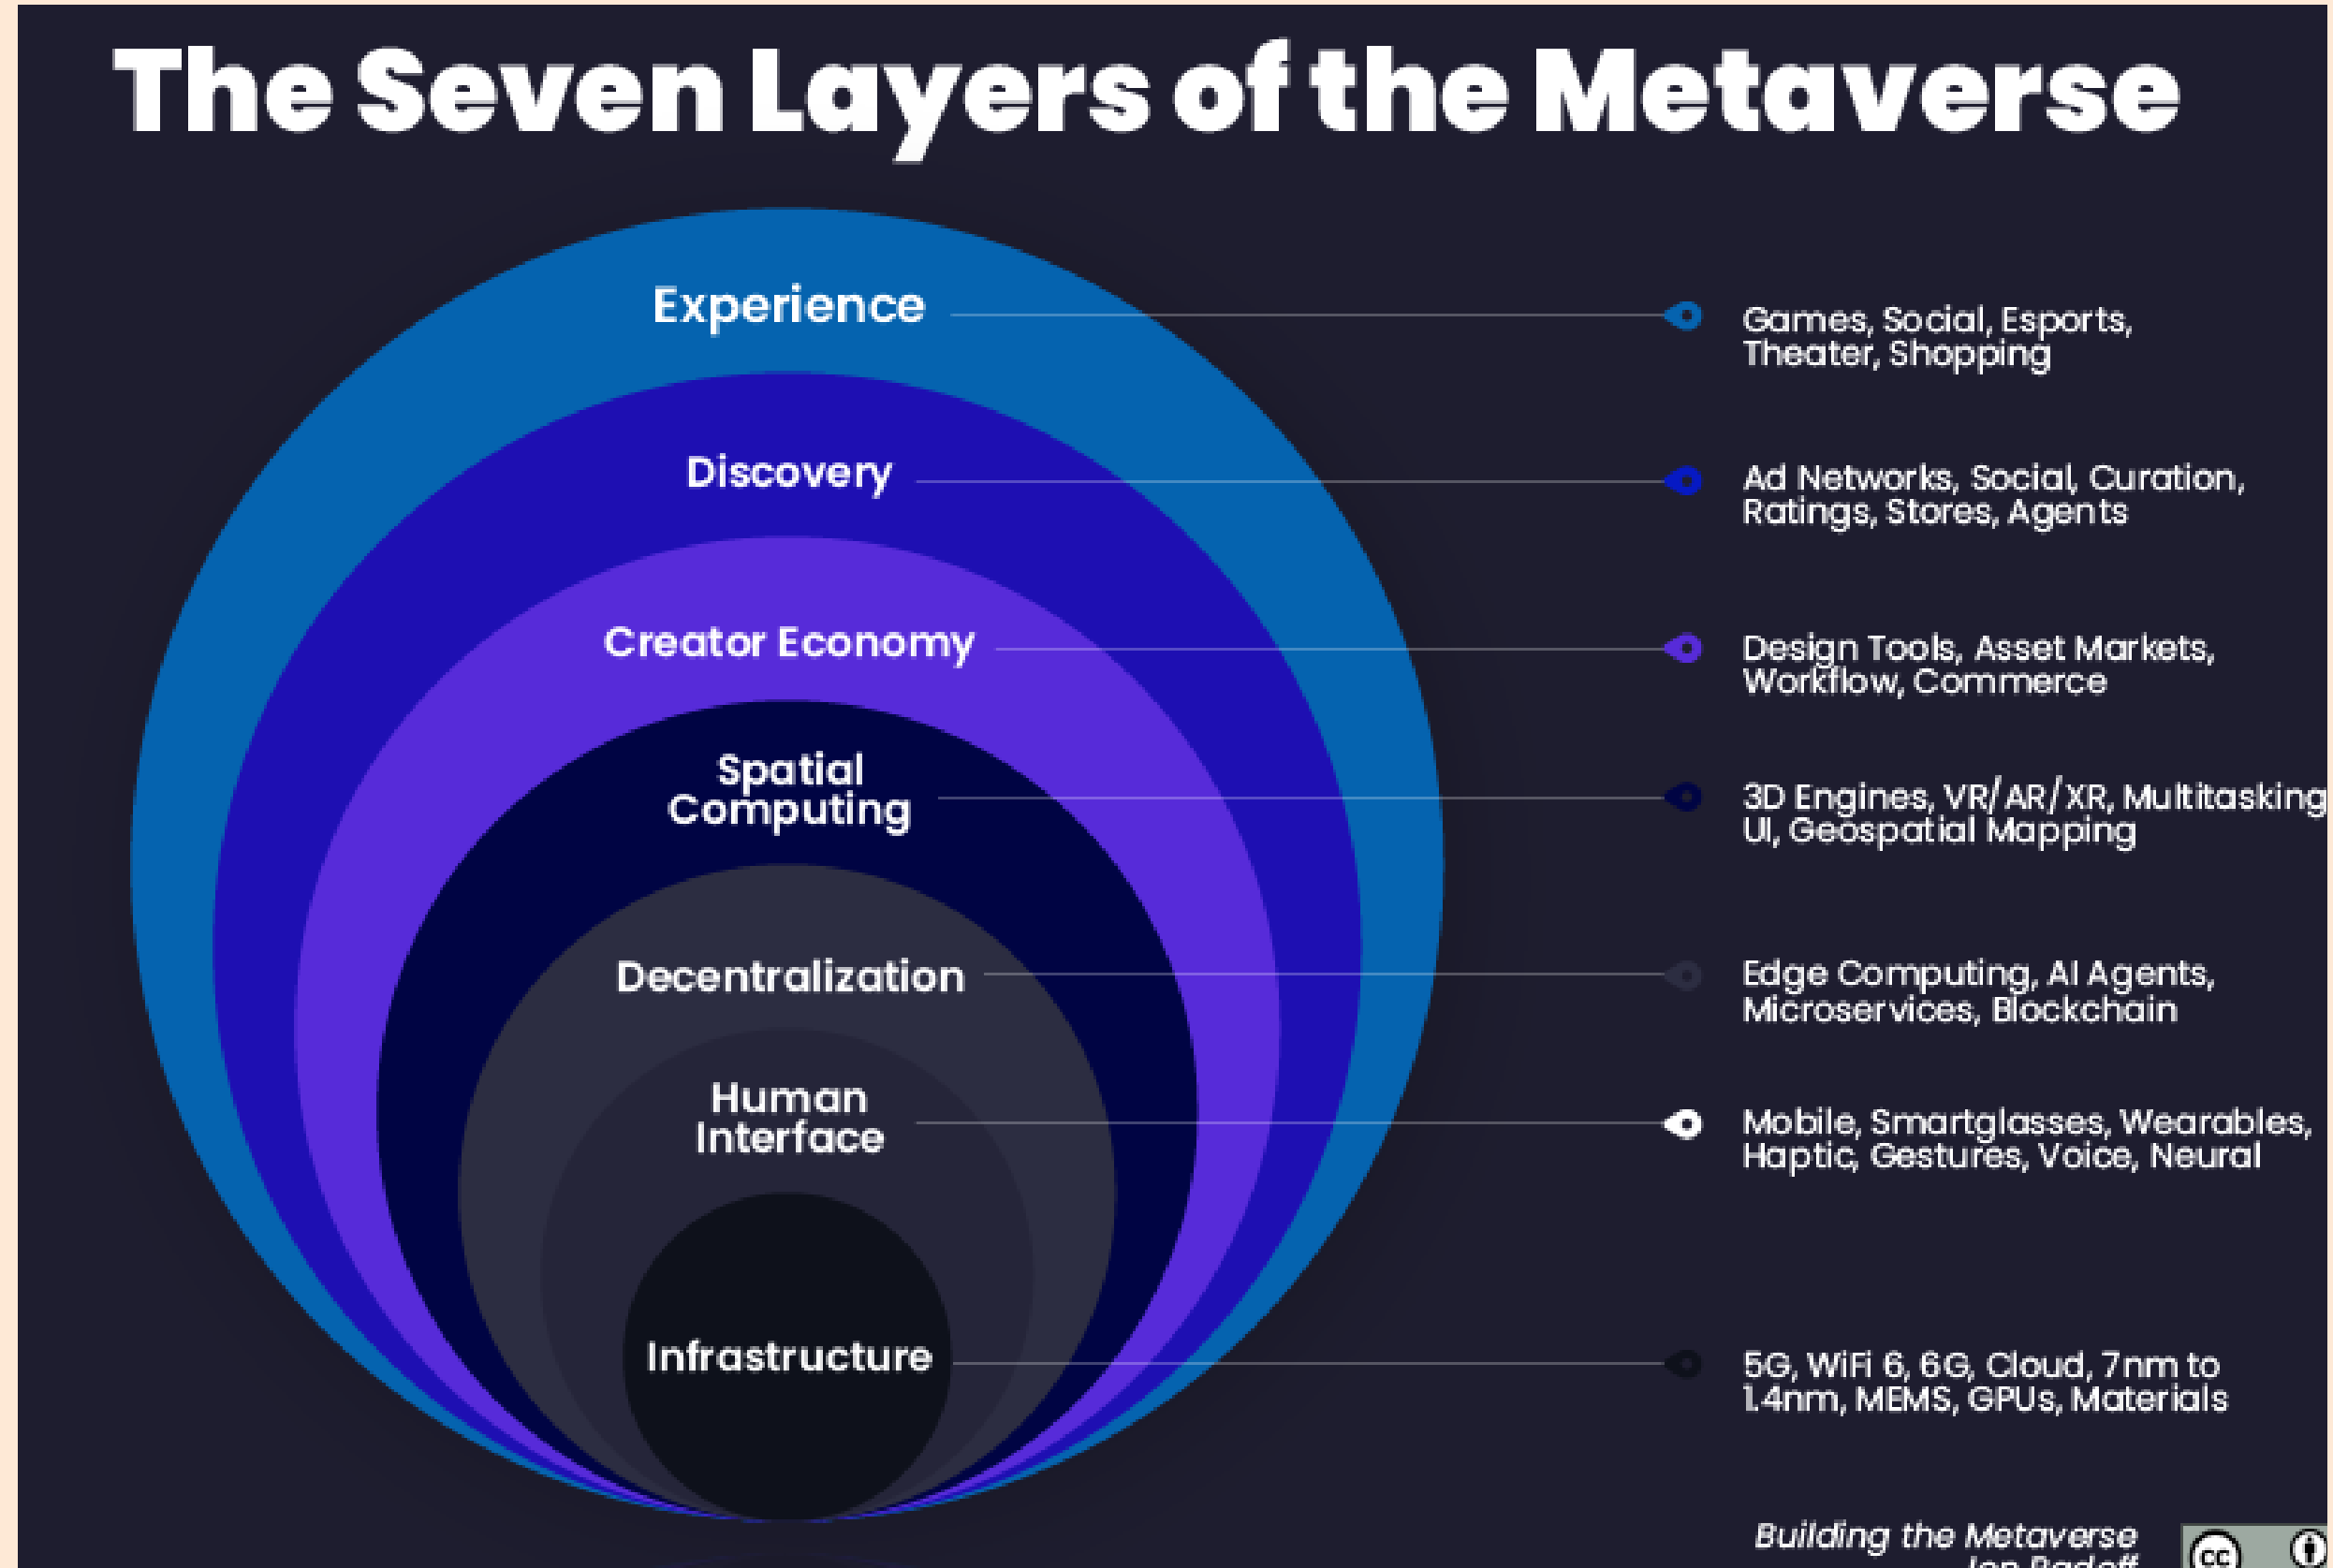 The Seven Layers of the Metaverse
Experience
Games, Social, Esports,
Theater, Shopping
Discovery
Ad Networks, Social, Curation,
Ratings, Stores, Agents
Creator Economy
Design Tools, Asset Markets,
Workflow, Commerce
Spatial
Computing
3D Engines, VR/AR/XR, Multitasking
UI, Geospatial Mapping
Decentralization
Edge Computing, AI Agents,
Microservices, Blockchain
Human
Interface
Mobile, Smartglasses, Wearables,
Haptic, Gestures, Voice, Neural
Infrastructure
5G, WiFi 6, 6G, Cloud, 7nm to
1.4nm, MEMS, GPUs, Materials
Building the Metaverse
Jon Radoff
cc